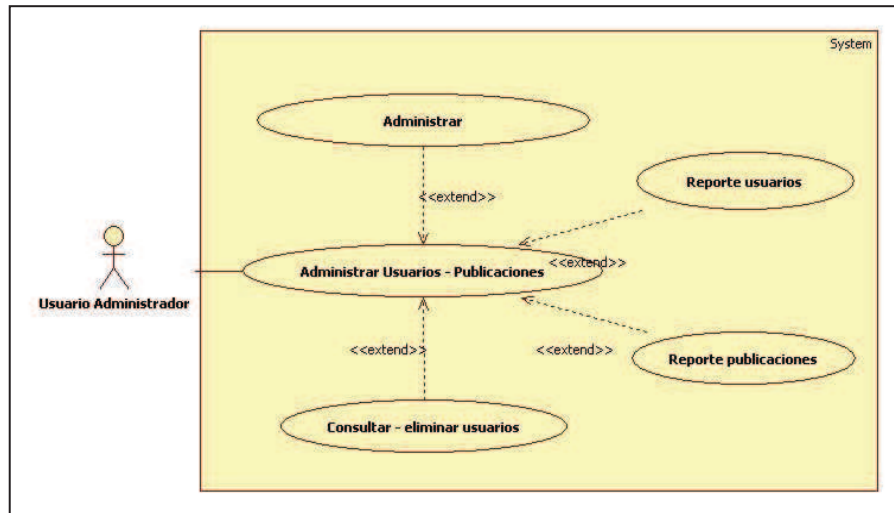 System
Administrar
Reporte usuarios
<<extend>>
Administrar Usuarios - Publicaciones
<<extend>>
Usuario Administrador
<<extend>>
<<extend>>
Reporte publicaciones
Consultar - eliminar usuarios